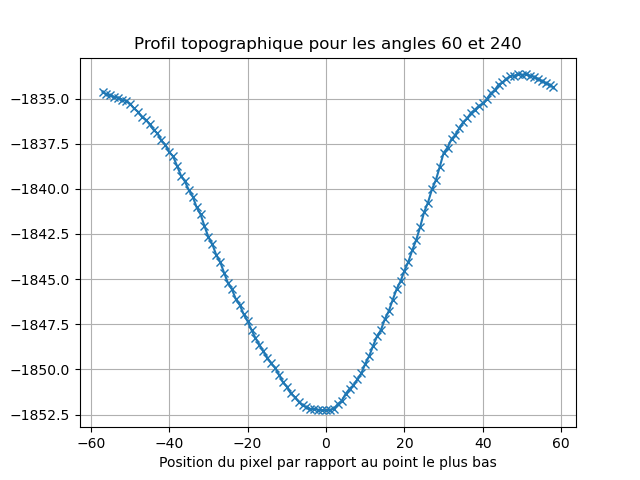 Profil topographique pour les angles 60 et 240
−1835.0
−1837.5
−1840.0
−1842.5
−1845.0
−1847.5
−1850.0
−1852.5
−60 −40 −20 0 20 40 60
Position du pixel par rapport au point le plus bas